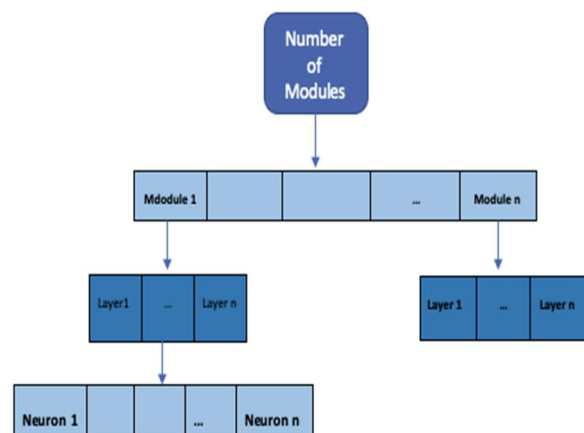 Number
of
Modules
Mdodule 1 ... Module n
Layer1 ... Layer n Layer 1 ... Layer n
Neuron 1 ... Neuron n